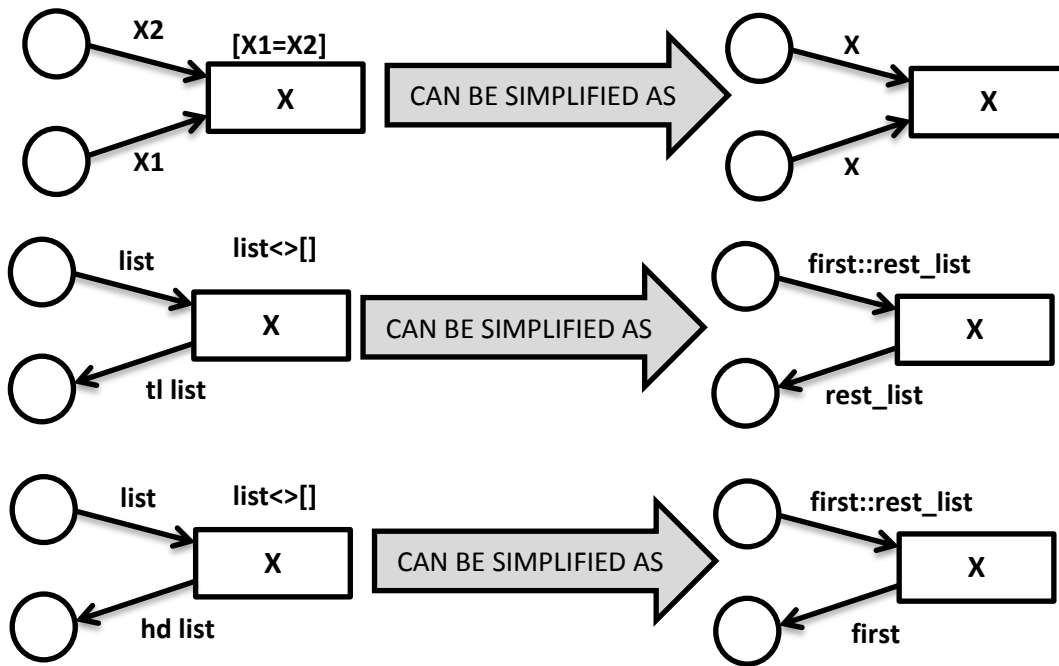 X2
[X1=X2]
X
CAN BE SIMPLIFIED AS
X1
X
X
X
list
list<>[]
X
CAN BE SIMPLIFIED AS
tl list
first::rest_list
X
rest_list
list
list<>[]
X
CAN BE SIMPLIFIED AS
hd list
first::rest_list
X
first